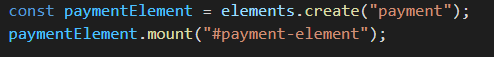 const paymentElement = elements.create("payment");
paymentElement.mount("#payment-element");